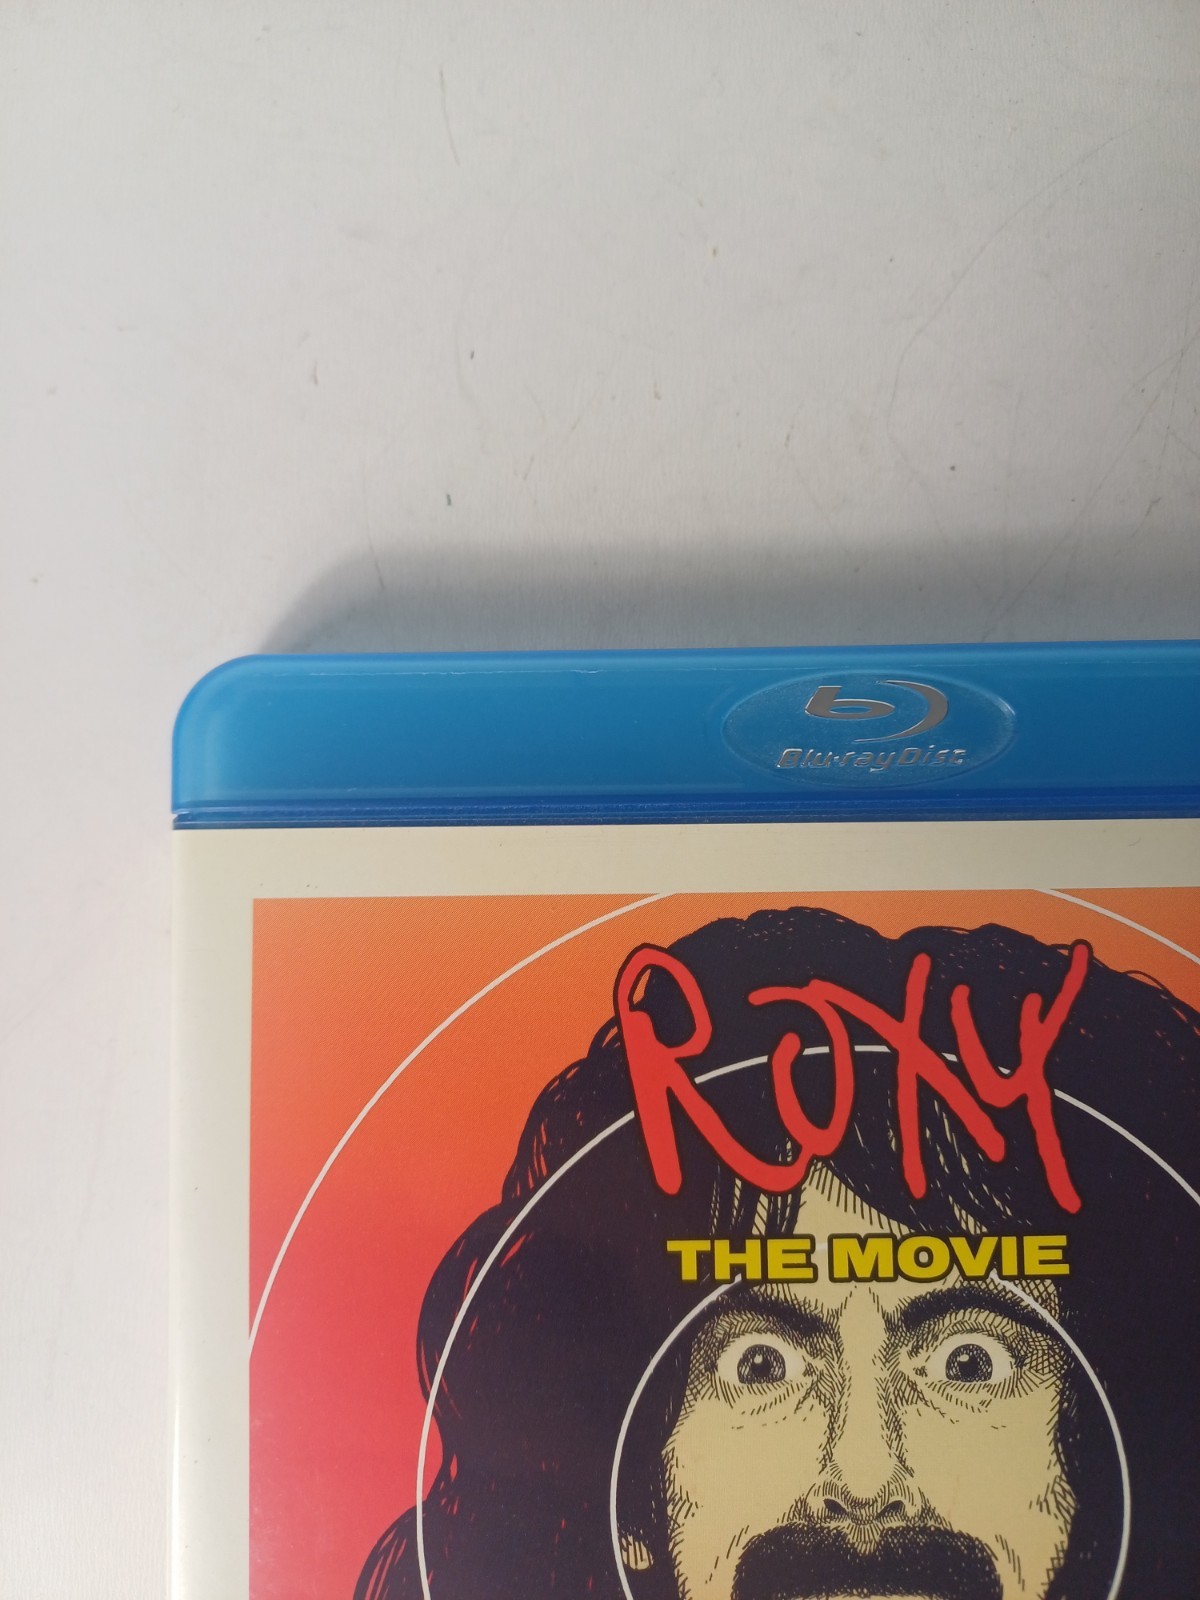 Blu-ray Disc
ROXY
THE MOVIE